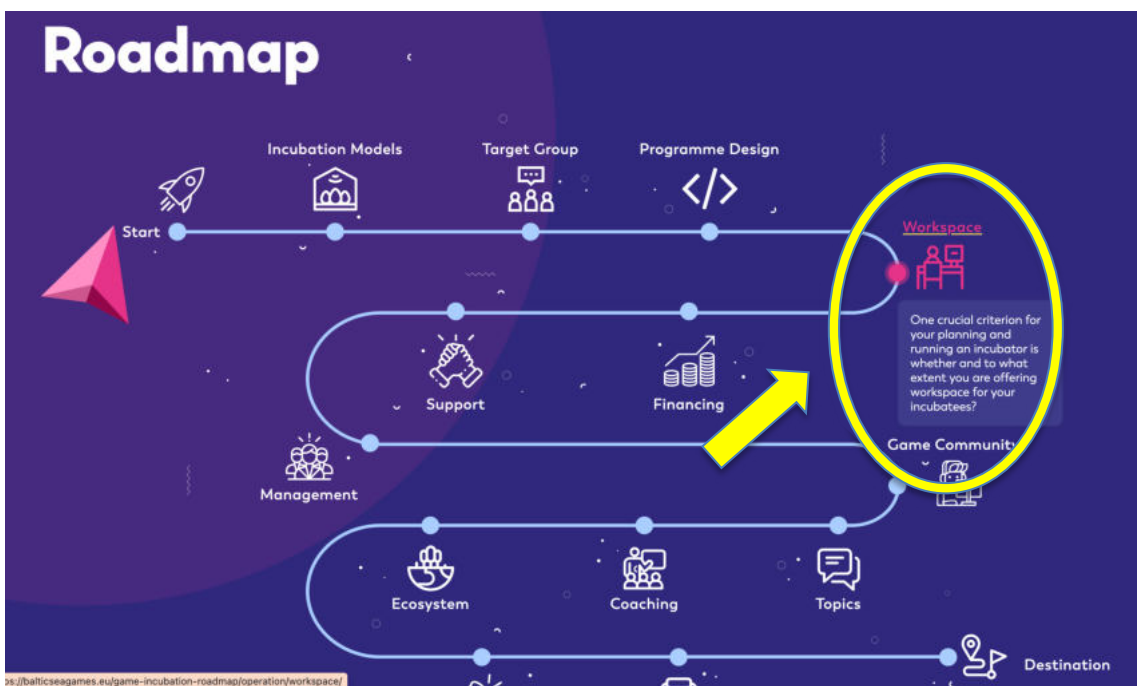 Roadmap
Incubation Models
Target Group
Programme Design
Start
Workspace
One crucial criterion for
your planning and
running an incubator is
whether and to what
extent you are offering
workspace for your
incubatees?
Support
Financing
Game Community
Management
Ecosystem
Coaching
Topics
Destination
ps://balticseagames.eu/game-incubation-roadmap/operation/workspace/